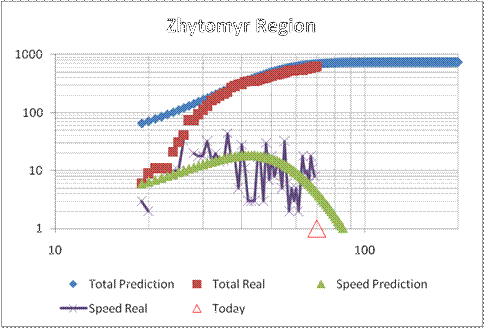 Zhytomyr Region
1000
100
10
1
10
100
Total Prediction
Total Real
Speed Prediction
Speed Real
Today